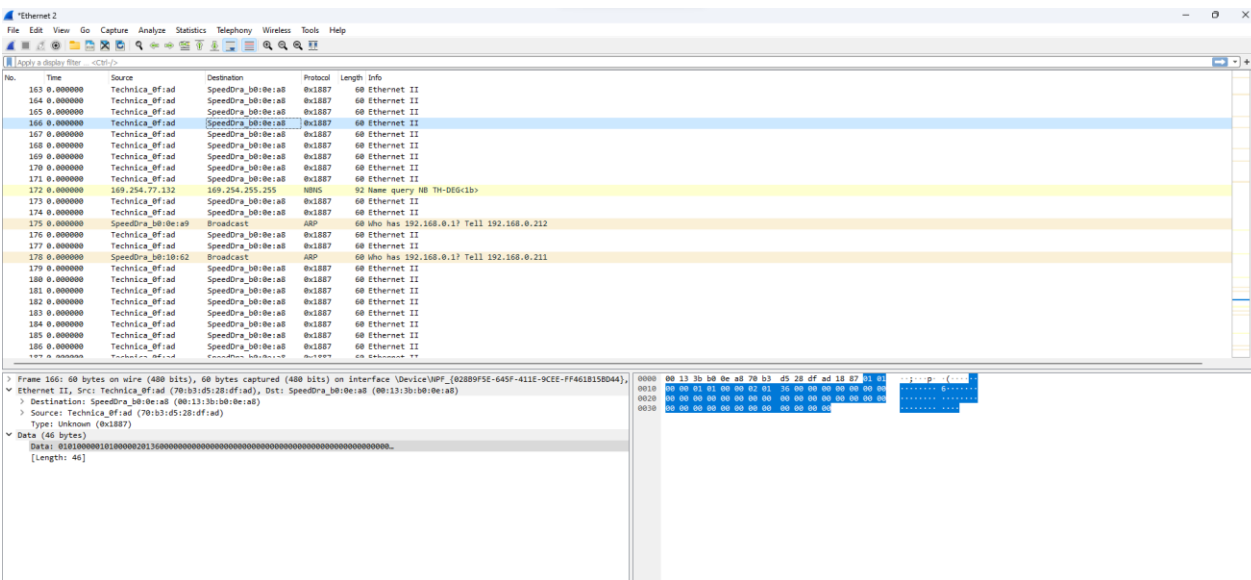 *Ethernet 2
File Edit View Go Capture Analyze Statistics Telephony Wireless Tools Help
Apply a display filter ... <Ctrl-/>
No. Time Source Destination Protocol Length Info
163 0.000000 Technica_0f:ad SpeedDra_b0:0e:a8 0x1887 60 Ethernet II
164 0.000000 Technica_0f:ad SpeedDra_b0:0e:a8 0x1887 60 Ethernet II
165 0.000000 Technica_0f:ad SpeedDra_b0:0e:a8 0x1887 60 Ethernet II
166 0.000000 Technica_0f:ad SpeedDra_b0:0e:a8 0x1887 60 Ethernet II
167 0.000000 Technica_0f:ad SpeedDra_b0:0e:a8 0x1887 60 Ethernet II
168 0.000000 Technica_0f:ad SpeedDra_b0:0e:a8 0x1887 60 Ethernet II
169 0.000000 Technica_0f:ad SpeedDra_b0:0e:a8 0x1887 60 Ethernet II
170 0.000000 Technica_0f:ad SpeedDra_b0:0e:a8 0x1887 60 Ethernet II
171 0.000000 Technica_0f:ad SpeedDra_b0:0e:a8 0x1887 60 Ethernet II
172 0.000000 169.254.77.132 169.254.255.255 NBNS 92 Name query NB TH-DEG<1b>
173 0.000000 Technica_0f:ad SpeedDra_b0:0e:a8 0x1887 60 Ethernet II
174 0.000000 Technica_0f:ad SpeedDra_b0:0e:a8 0x1887 60 Ethernet II
175 0.000000 SpeedDra_b0:0e:a9 Broadcast ARP 60 Who has 192.168.0.1? Tell 192.168.0.212
176 0.000000 Technica_0f:ad SpeedDra_b0:0e:a8 0x1887 60 Ethernet II
177 0.000000 Technica_0f:ad SpeedDra_b0:0e:a8 0x1887 60 Ethernet II
178 0.000000 SpeedDra_b0:10:62 Broadcast ARP 60 Who has 192.168.0.1? Tell 192.168.0.211
179 0.000000 Technica_0f:ad SpeedDra_b0:0e:a8 0x1887 60 Ethernet II
180 0.000000 Technica_0f:ad SpeedDra_b0:0e:a8 0x1887 60 Ethernet II
181 0.000000 Technica_0f:ad SpeedDra_b0:0e:a8 0x1887 60 Ethernet II
182 0.000000 Technica_0f:ad SpeedDra_b0:0e:a8 0x1887 60 Ethernet II
183 0.000000 Technica_0f:ad SpeedDra_b0:0e:a8 0x1887 60 Ethernet II
184 0.000000 Technica_0f:ad SpeedDra_b0:0e:a8 0x1887 60 Ethernet II
185 0.000000 Technica_0f:ad SpeedDra_b0:0e:a8 0x1887 60 Ethernet II
186 0.000000 Technica_0f:ad SpeedDra_b0:0e:a8 0x1887 60 Ethernet II
Frame 166: 60 bytes on wire (480 bits), 60 bytes captured (480 bits) on interface \Device\NPF_{028B9F5E-645F-411E-9CEE-FF461B15BD44},
Ethernet II, Src: Technica_0f:ad (70:b3:d5:28:df:ad), Dst: SpeedDra_b0:0e:a8 (00:13:3b:b0:0e:a8)
Destination: SpeedDra_b0:0e:a8 (00:13:3b:b0:0e:a8)
Source: Technica_0f:ad (70:b3:d5:28:df:ad)
Type: Unknown (0x1887)
Data (46 bytes)
[Length: 46]
0000 00 13 3b b0 0e a8 70 b3 d5 28 df ad 18 87 01 01 ··;···p· ·(······
0010 00 00 01 01 00 00 02 01 36 00 00 00 00 00 00 00 ········ 6·······
0020 00 00 00 00 00 00 00 00 00 00 00 00 00 00 00 00 ········ ········
0030 00 00 00 00 00 00 00 00 00 00 00 00 ········ ····